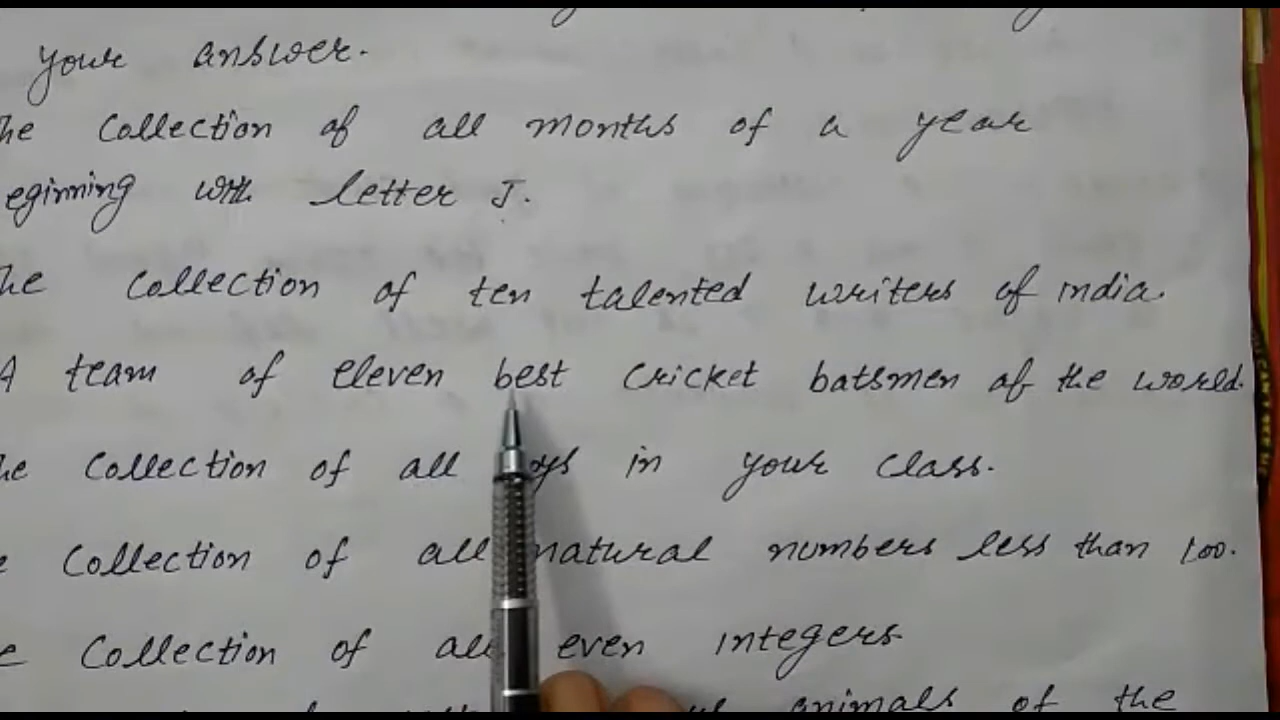 your answer.
he Collection of all months of a year
eginning with letter J.
The Collection of ten talented writers of india.
A team of eleven best Cricket batsmen of the world.
he Collection of all oys in your Class.
e Collection of all natural numbers less than 100.
e Collection of all even integers
animals of the